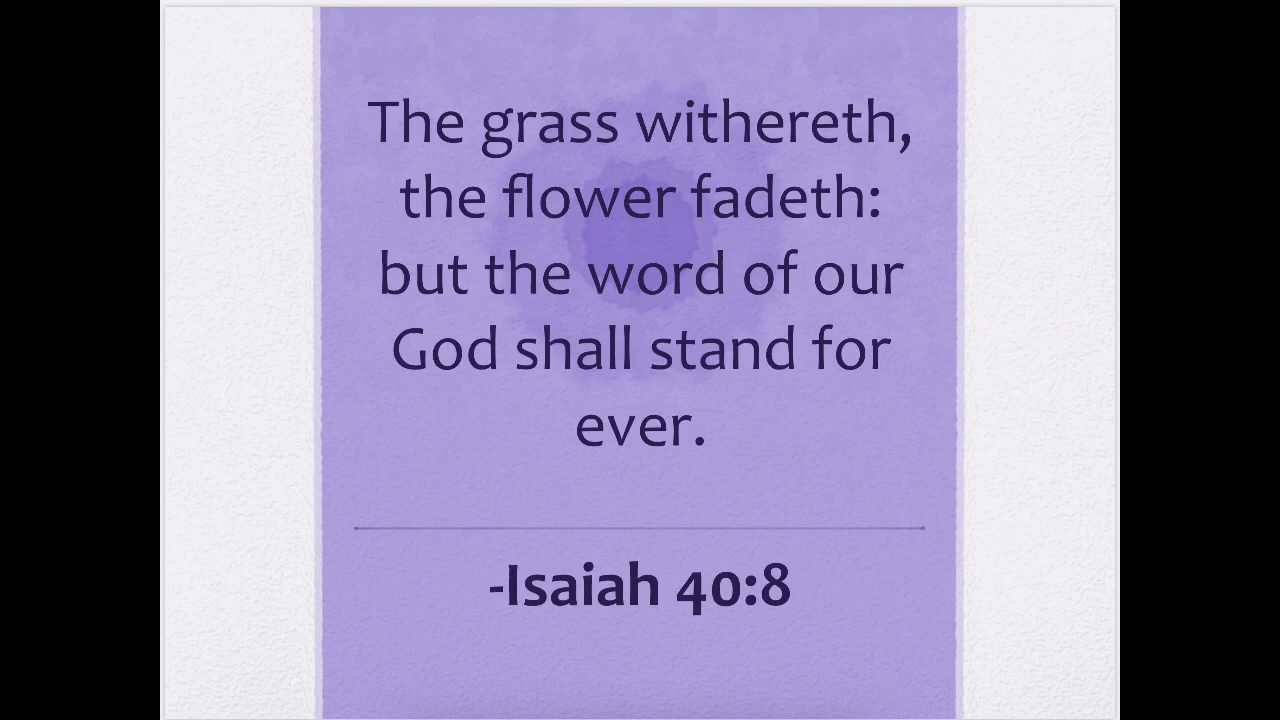 The grass withereth,
the flower fadeth:
but the word of our
God shall stand for
ever.
-Isaiah 40:8